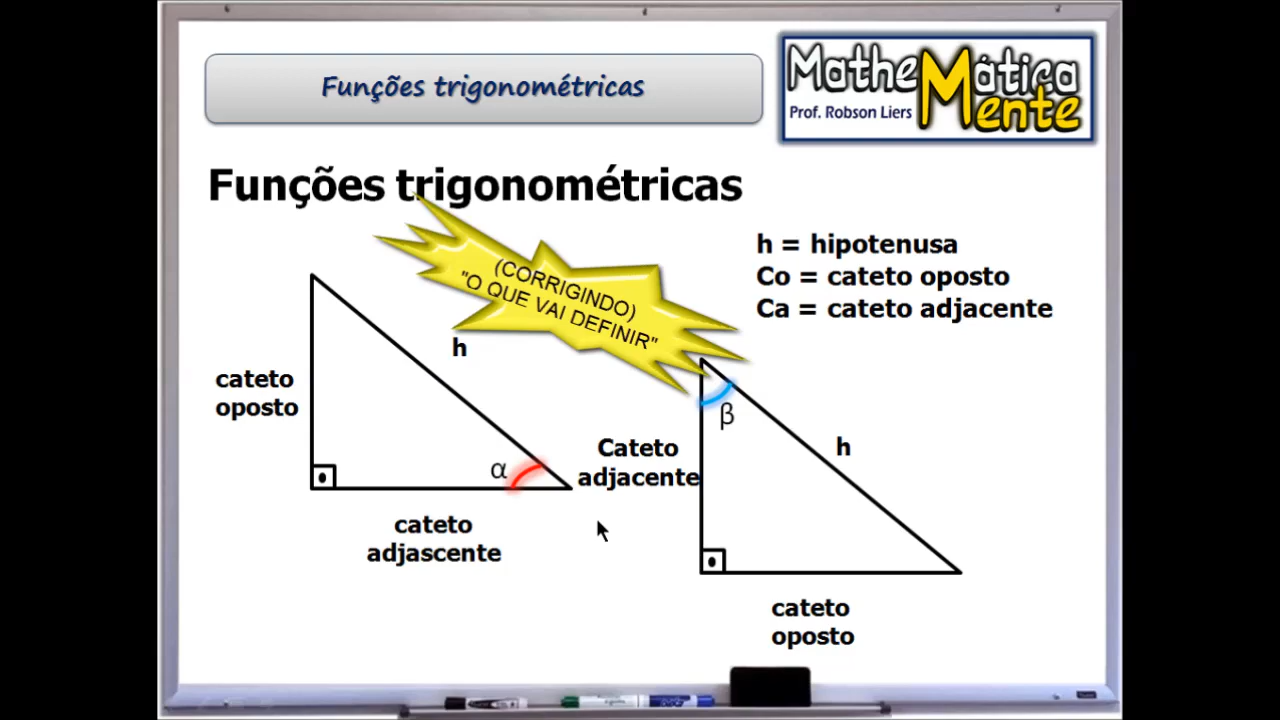 Funções trigonométricas
MatheMática
Mente
Prof. Robson Liers
Funções trigonométricas
(CORRIGINDO)
"O QUE VAI DEFINIR"
h = hipotenusa
Co = cateto oposto
Ca = cateto adjacente
h
cateto
oposto
α
cateto
adjascente
β
h
Cateto
adjacente
cateto
oposto